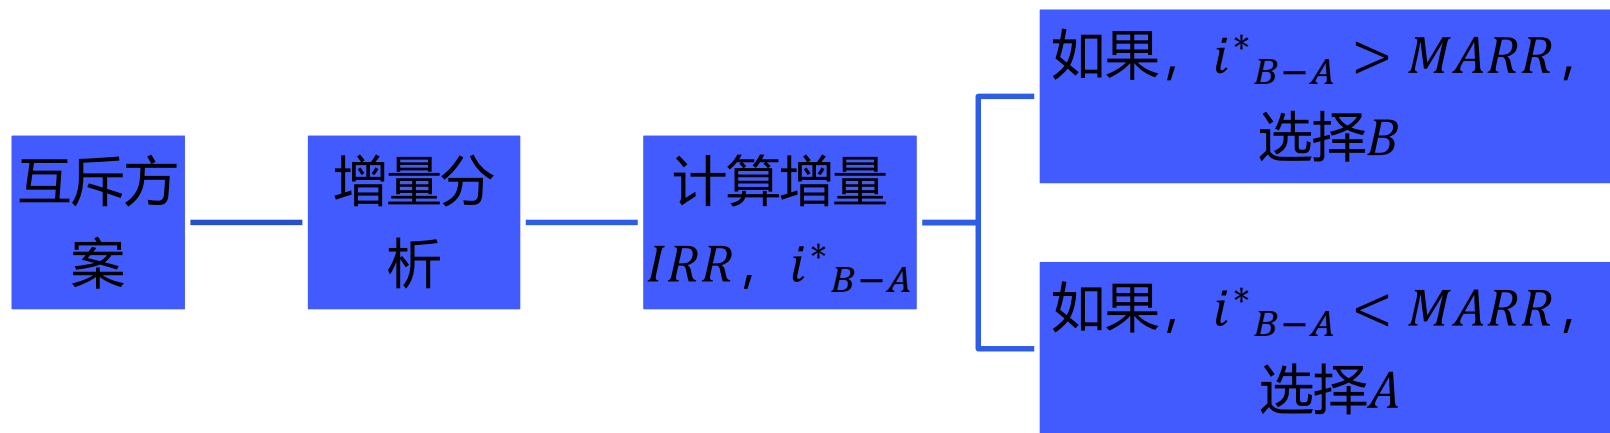 互斥方
案
增量分
析
计算增量
IRR，i*B−A
如果，i*B−A > MARR，
选择B
如果，i*B−A < MARR，
选择A